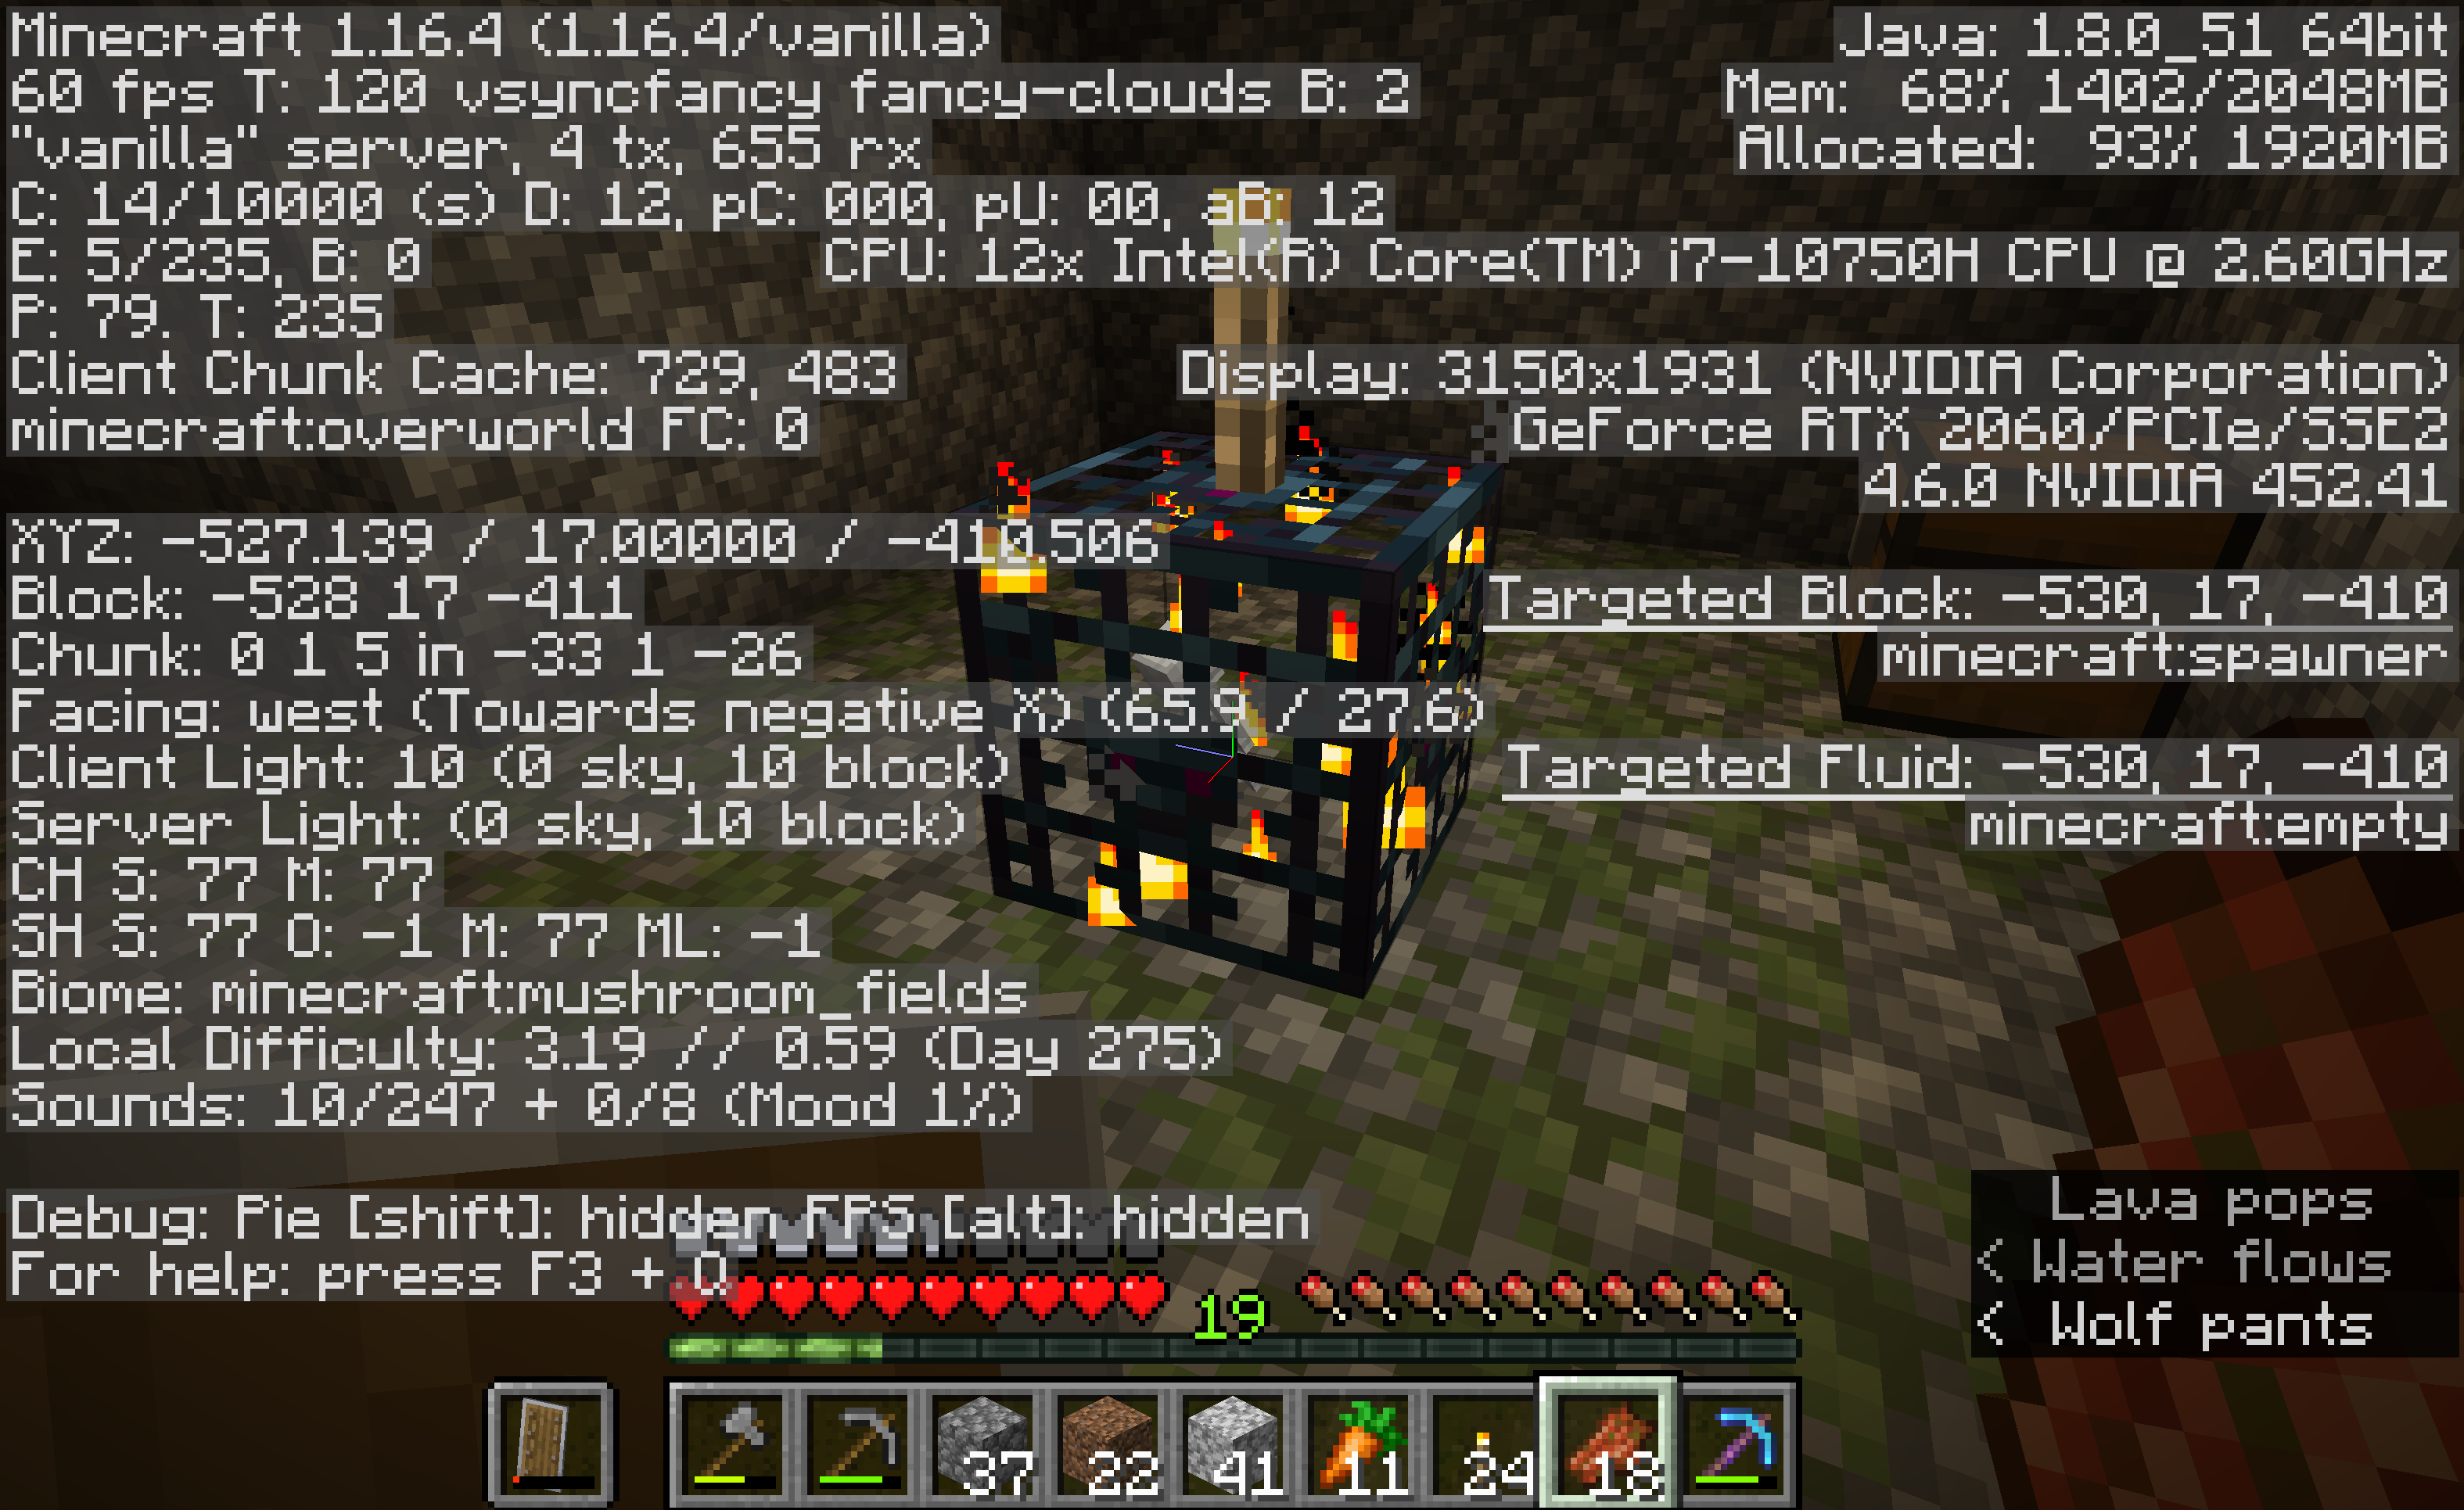 Minecraft 1.16.4 (1.16.4/vanilla)
60 fps T: 120 vsyncfancy fancy-clouds B: 2
"vanilla" server, 4 tx, 655 rx
C: 14/10000 (s) D: 12, pC: 000, pU: 00, aB: 12
E: 5/235, B: 0
P: 79. T: 235
Client Chunk Cache: 729, 483
minecraft:overworld FC: 0
XYZ: -527.139 / 17.00000 / -410.506
Block: -528 17 -411
Chunk: 0 1 5 in -33 1 -26
Facing: west (Towards negative X) (65.9 / 27.6)
Client Light: 10 (0 sky, 10 block)
Server Light: (0 sky, 10 block)
CH S: 77 M: 77
SH S: 77 O: -1 M: 77 ML: -1
Biome: minecraft:mushroom_fields
Local Difficulty: 3.19 // 0.59 (Day 275)
Sounds: 10/247 + 0/8 (Mood 1%)
Debug: Pie [shift]: hidden FPS [alt]: hidden
For help: press F3 + Q
Java: 1.8.0_51 64bit
Mem: 68% 1402/2048MB
Allocated: 93% 1920MB
CPU: 12x Intel(R) Core(TM) i7-10750H CPU @ 2.60GHz
Display: 3150x1931 (NVIDIA Corporation)
GeForce RTX 2060/PCIe/SSE2
4.6.0 NVIDIA 452.41
Targeted Block: -530, 17, -410
minecraft:spawner
Targeted Fluid: -530, 17, -410
minecraft:empty
Lava pops
< Water flows
< Wolf pants
19
37 22 41 11 24 18